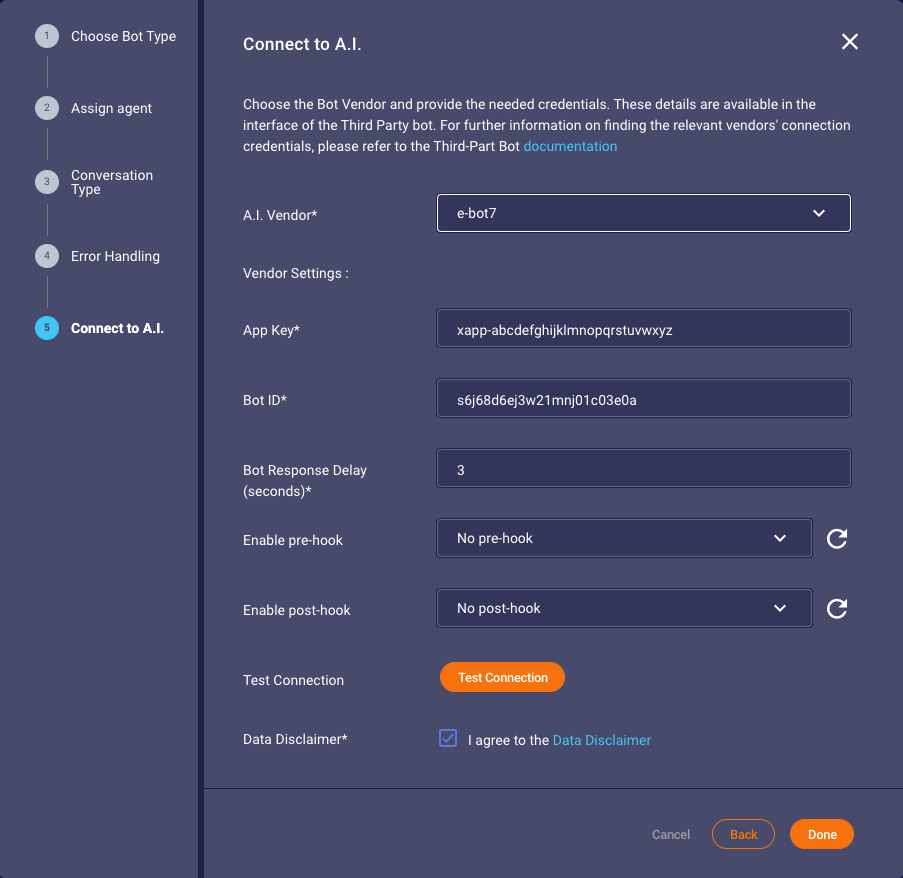 1 Choose Bot Type
2 Assign agent
3 Conversation
Type
4 Error Handling
5 Connect to A.I.
Connect to A.I.
Choose the Bot Vendor and provide the needed credentials. These details are available in the
interface of the Third Party bot. For further information on finding the relevant vendors' connection
credentials, please refer to the Third-Part Bot documentation
A.I. Vendor* e-bot7
Vendor Settings :
App Key* xapp-abcdefghijklmnopqrstuvwxyz
Bot ID* s6j68d6ej3w21mnj01c03e0a
Bot Response Delay
(seconds)* 3
Enable pre-hook No pre-hook
Enable post-hook No post-hook
Test Connection Test Connection
Data Disclaimer* I agree to the Data Disclaimer
Cancel Back Done